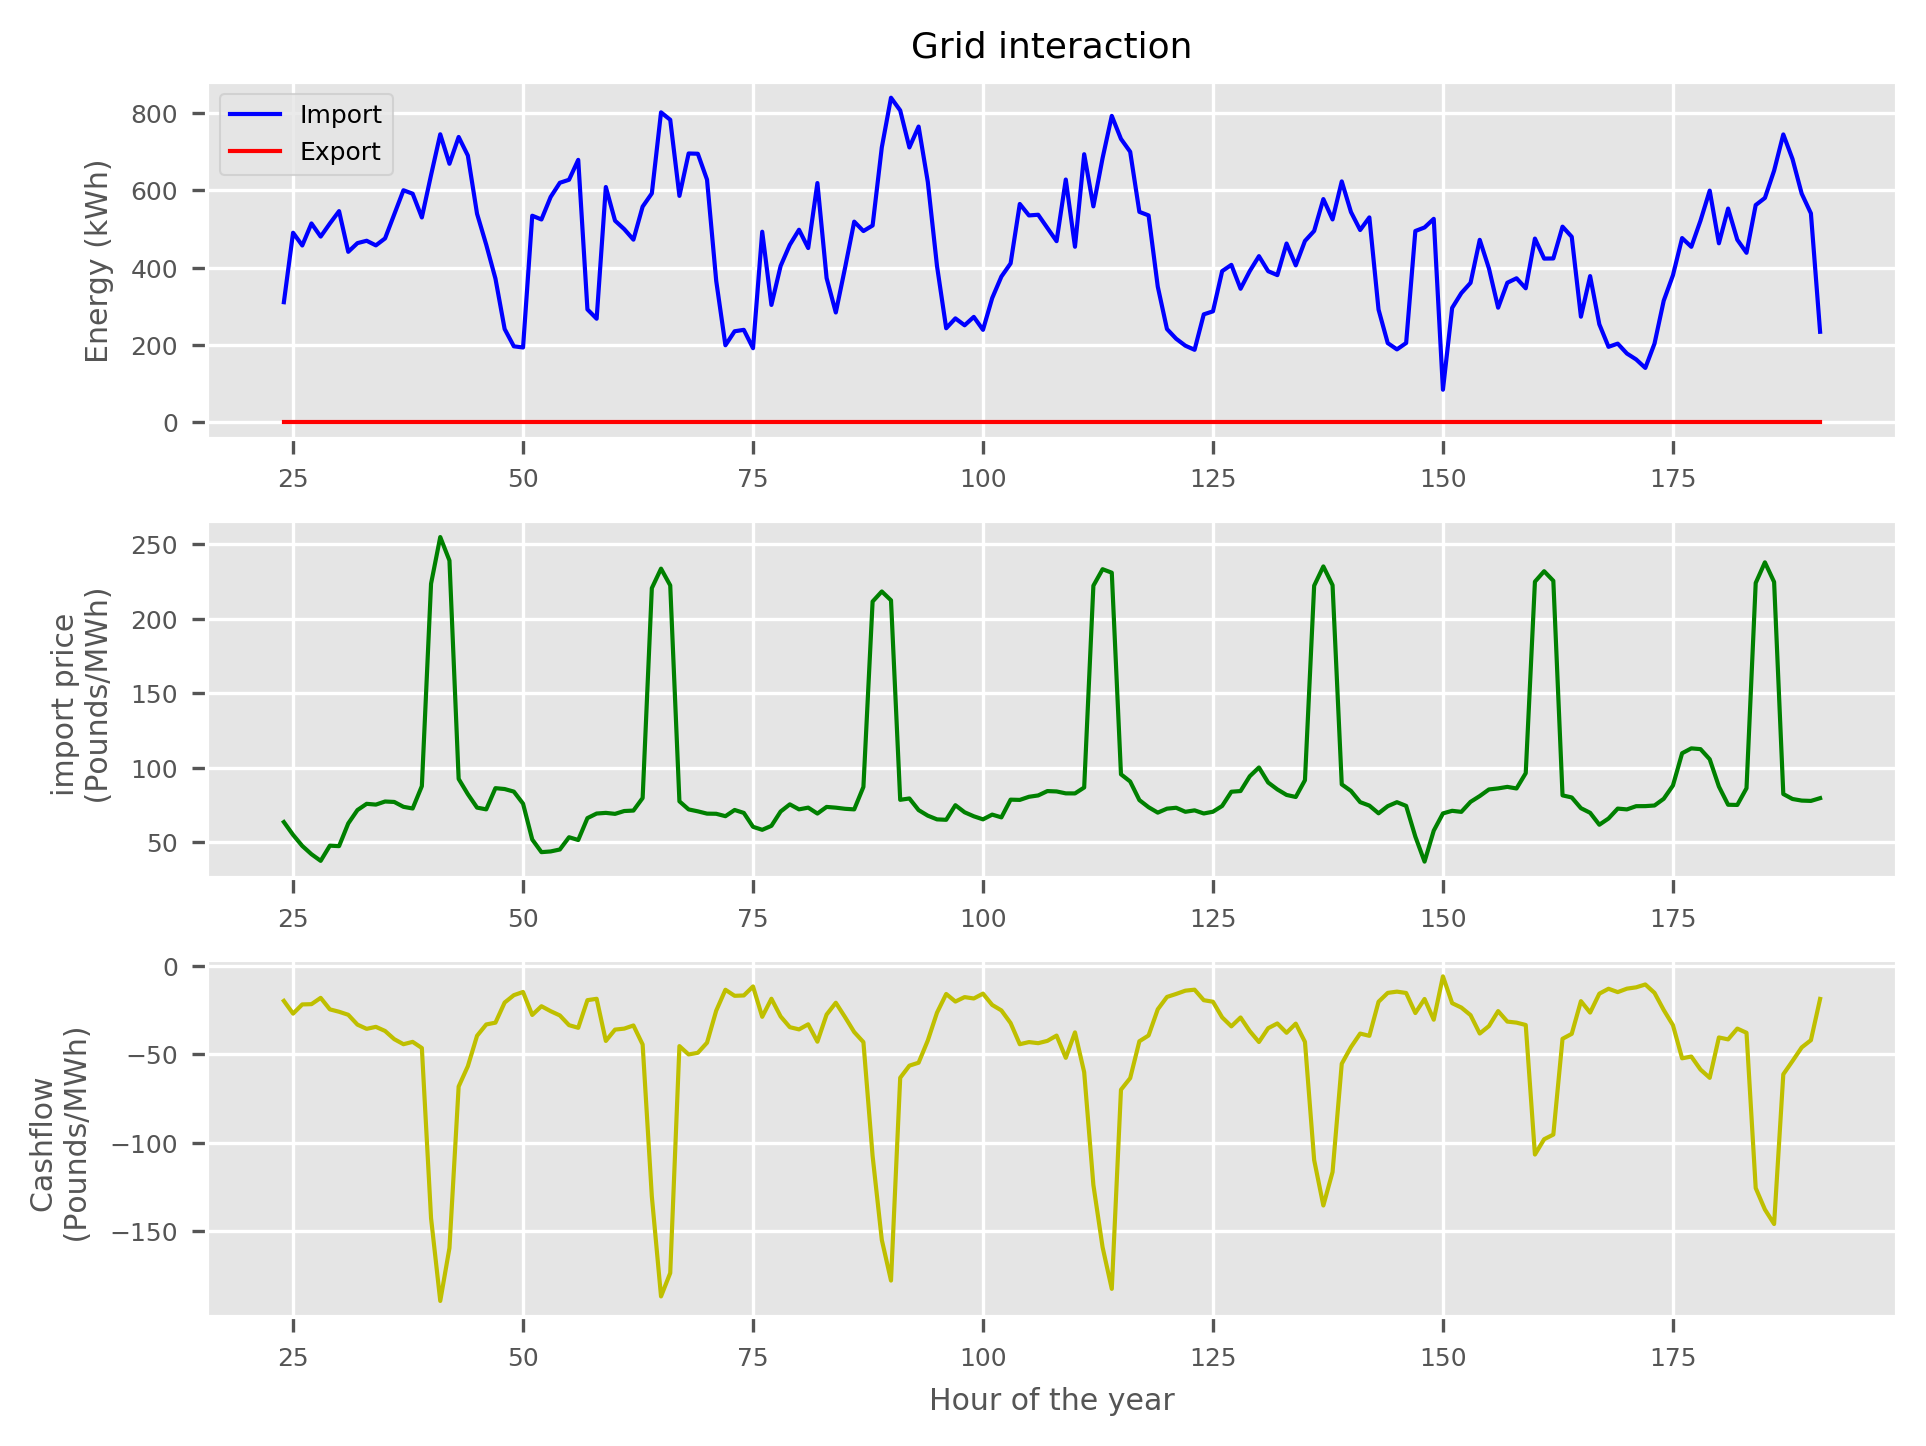 Grid interaction
Import
Export
Energy (kWh)
800
600
400
200
0
25 50 75 100 125 150 175
import price
(Pounds/MWh)
250
200
150
100
50
25 50 75 100 125 150 175
Cashflow
(Pounds/MWh)
0
−50
−100
−150
25 50 75 100 125 150 175
Hour of the year